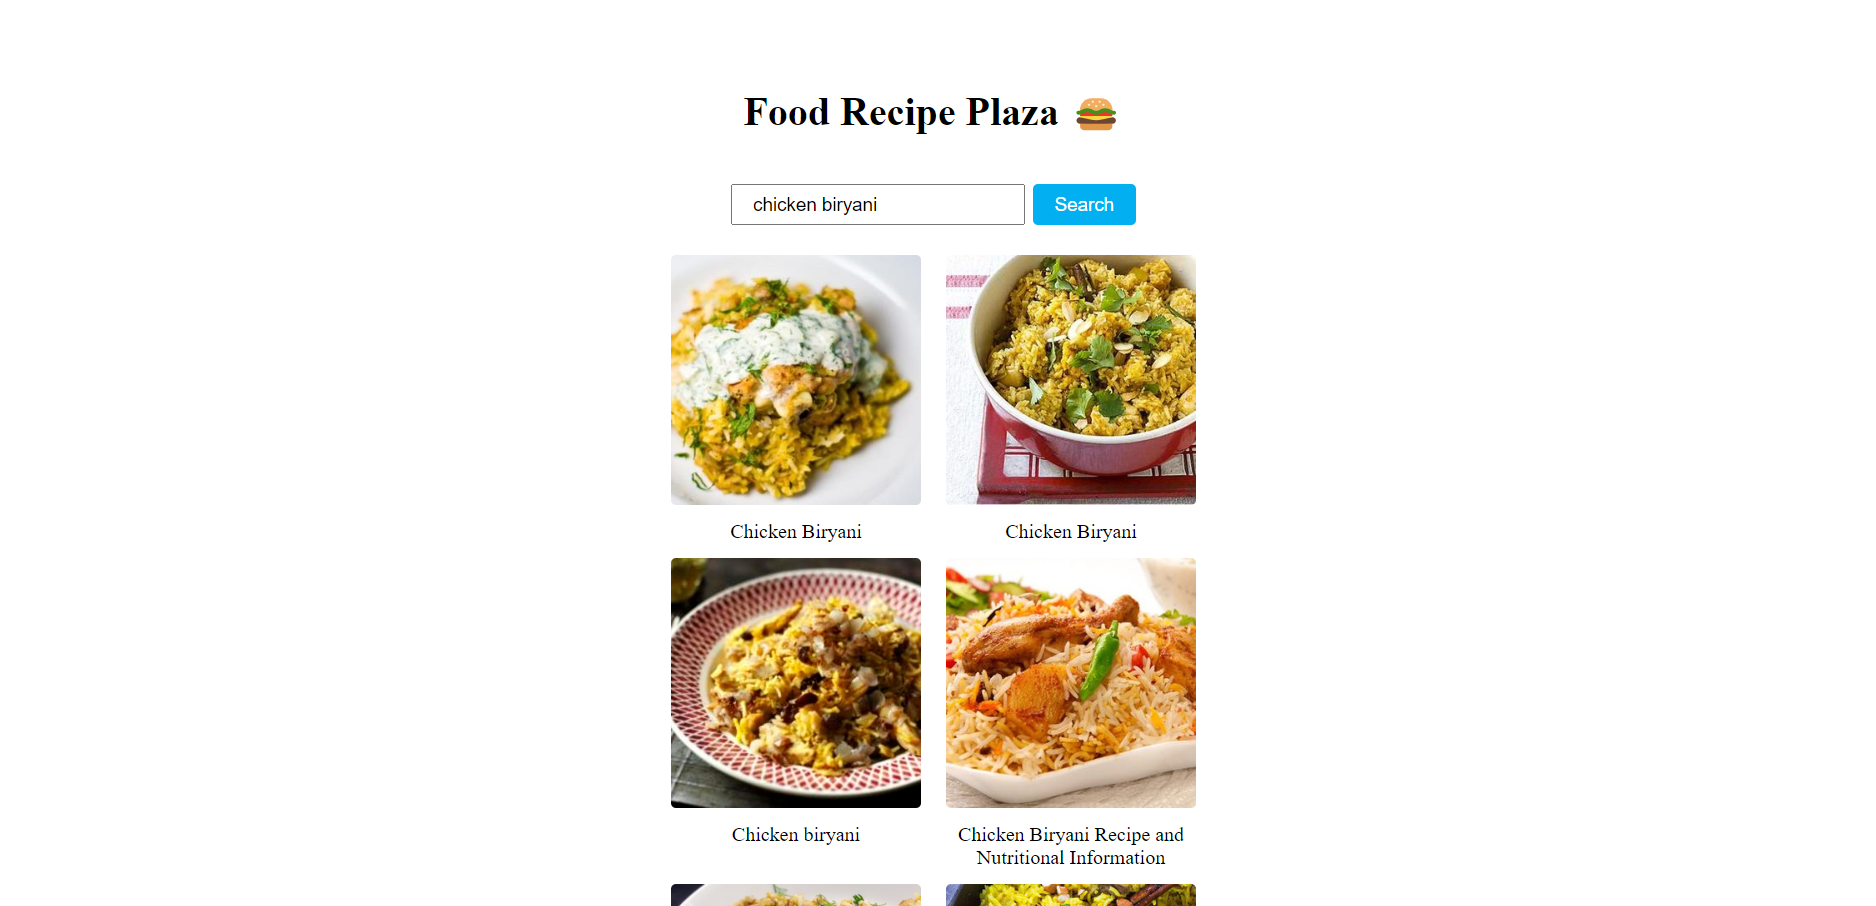 Food Recipe Plaza 🍔
chicken biryani
Search
Chicken Biryani
Chicken Biryani
Chicken biryani
Chicken Biryani Recipe and
Nutritional Information